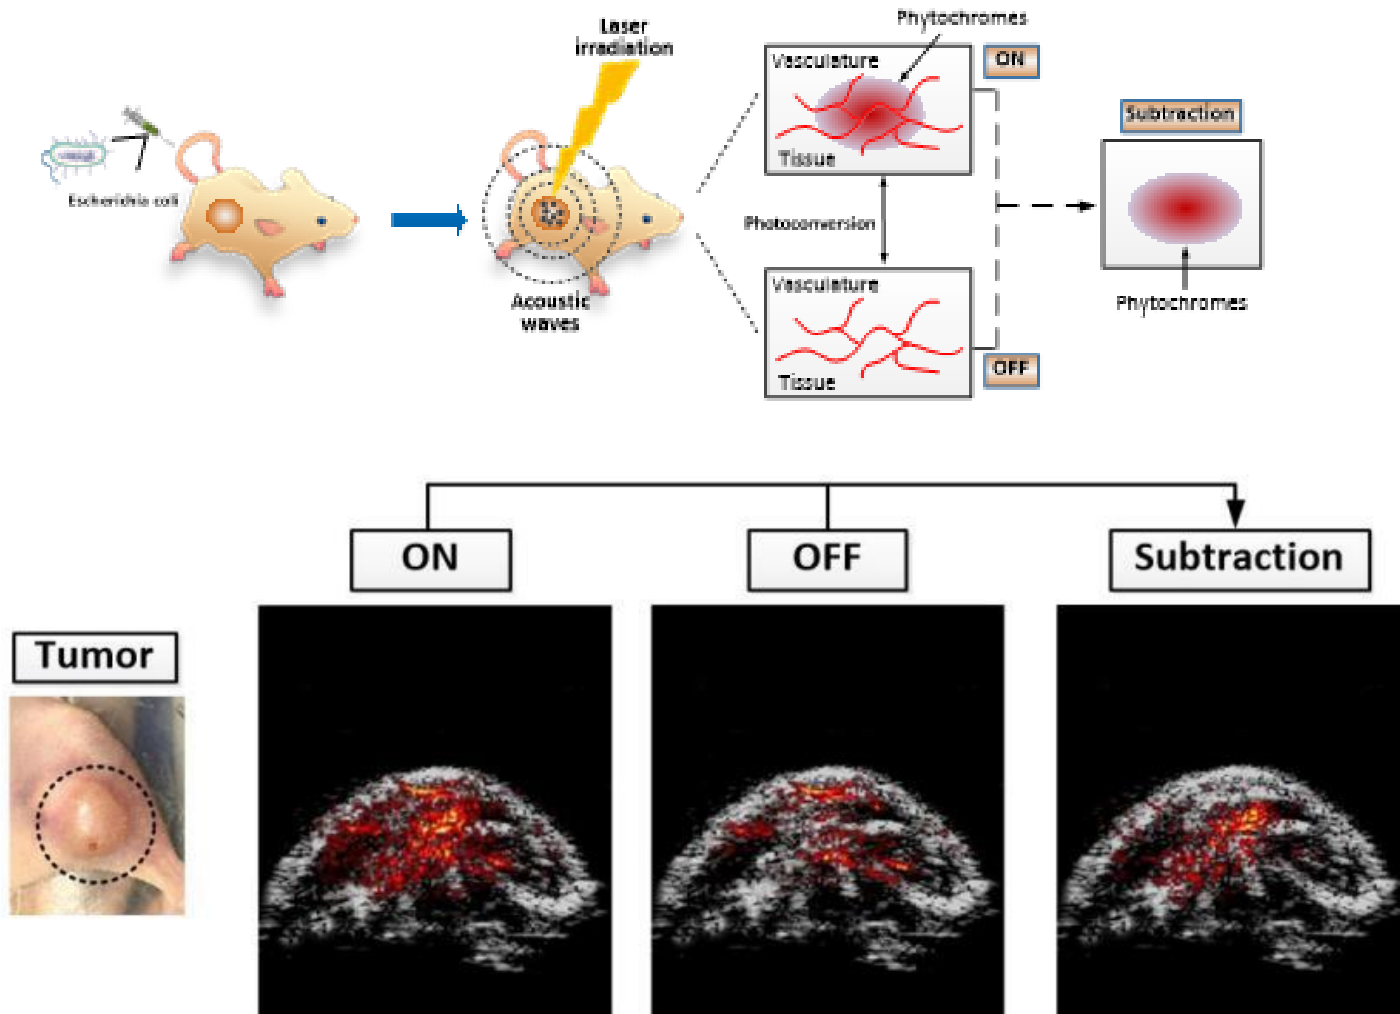 Laser
irradiation
Escherichia coli
Acoustic
waves
Phytochromes
Vasculature
Tissue
ON
Photoconversion
Vasculature
Tissue
OFF
Subtraction
Phytochromes
ON
OFF
Subtraction
Tumor